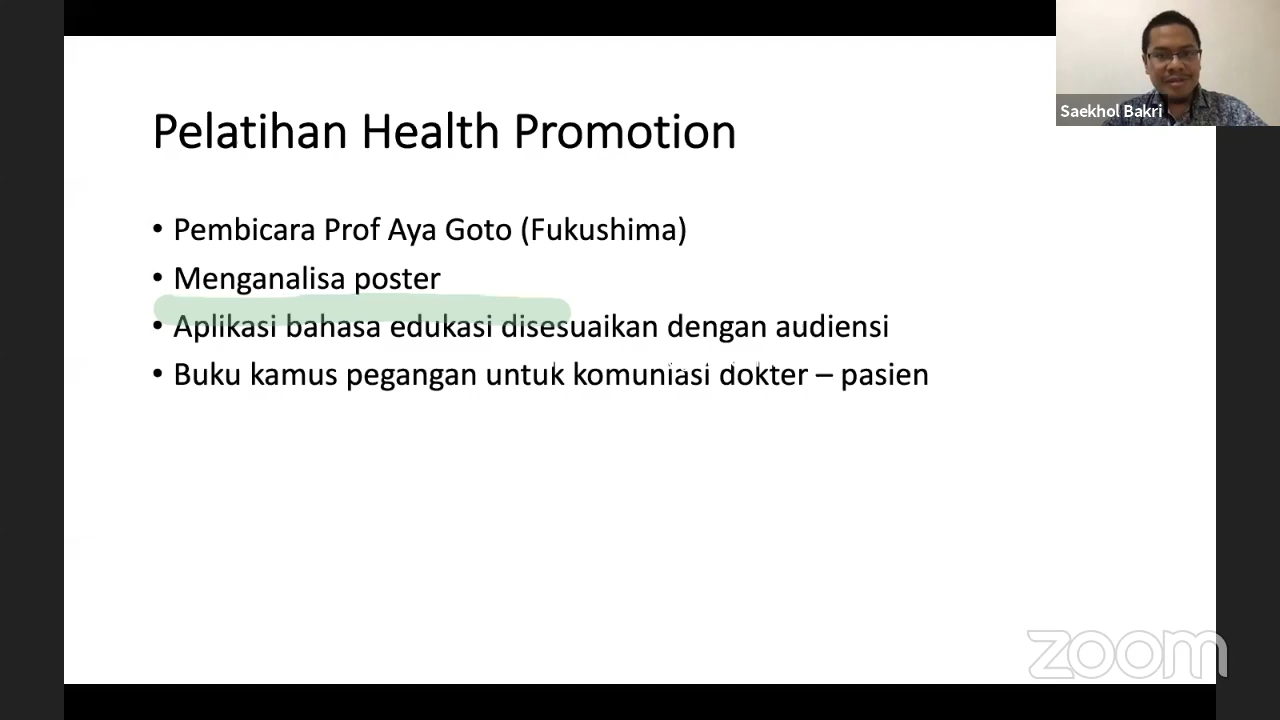 Saekhol Bakri
Pelatihan Health Promotion
• Pembicara Prof Aya Goto (Fukushima)
• Menganalisa poster
• Aplikasi bahasa edukasi disesuaikan dengan audiensi
• Buku kamus pegangan untuk komuniasi dokter – pasien
zoom